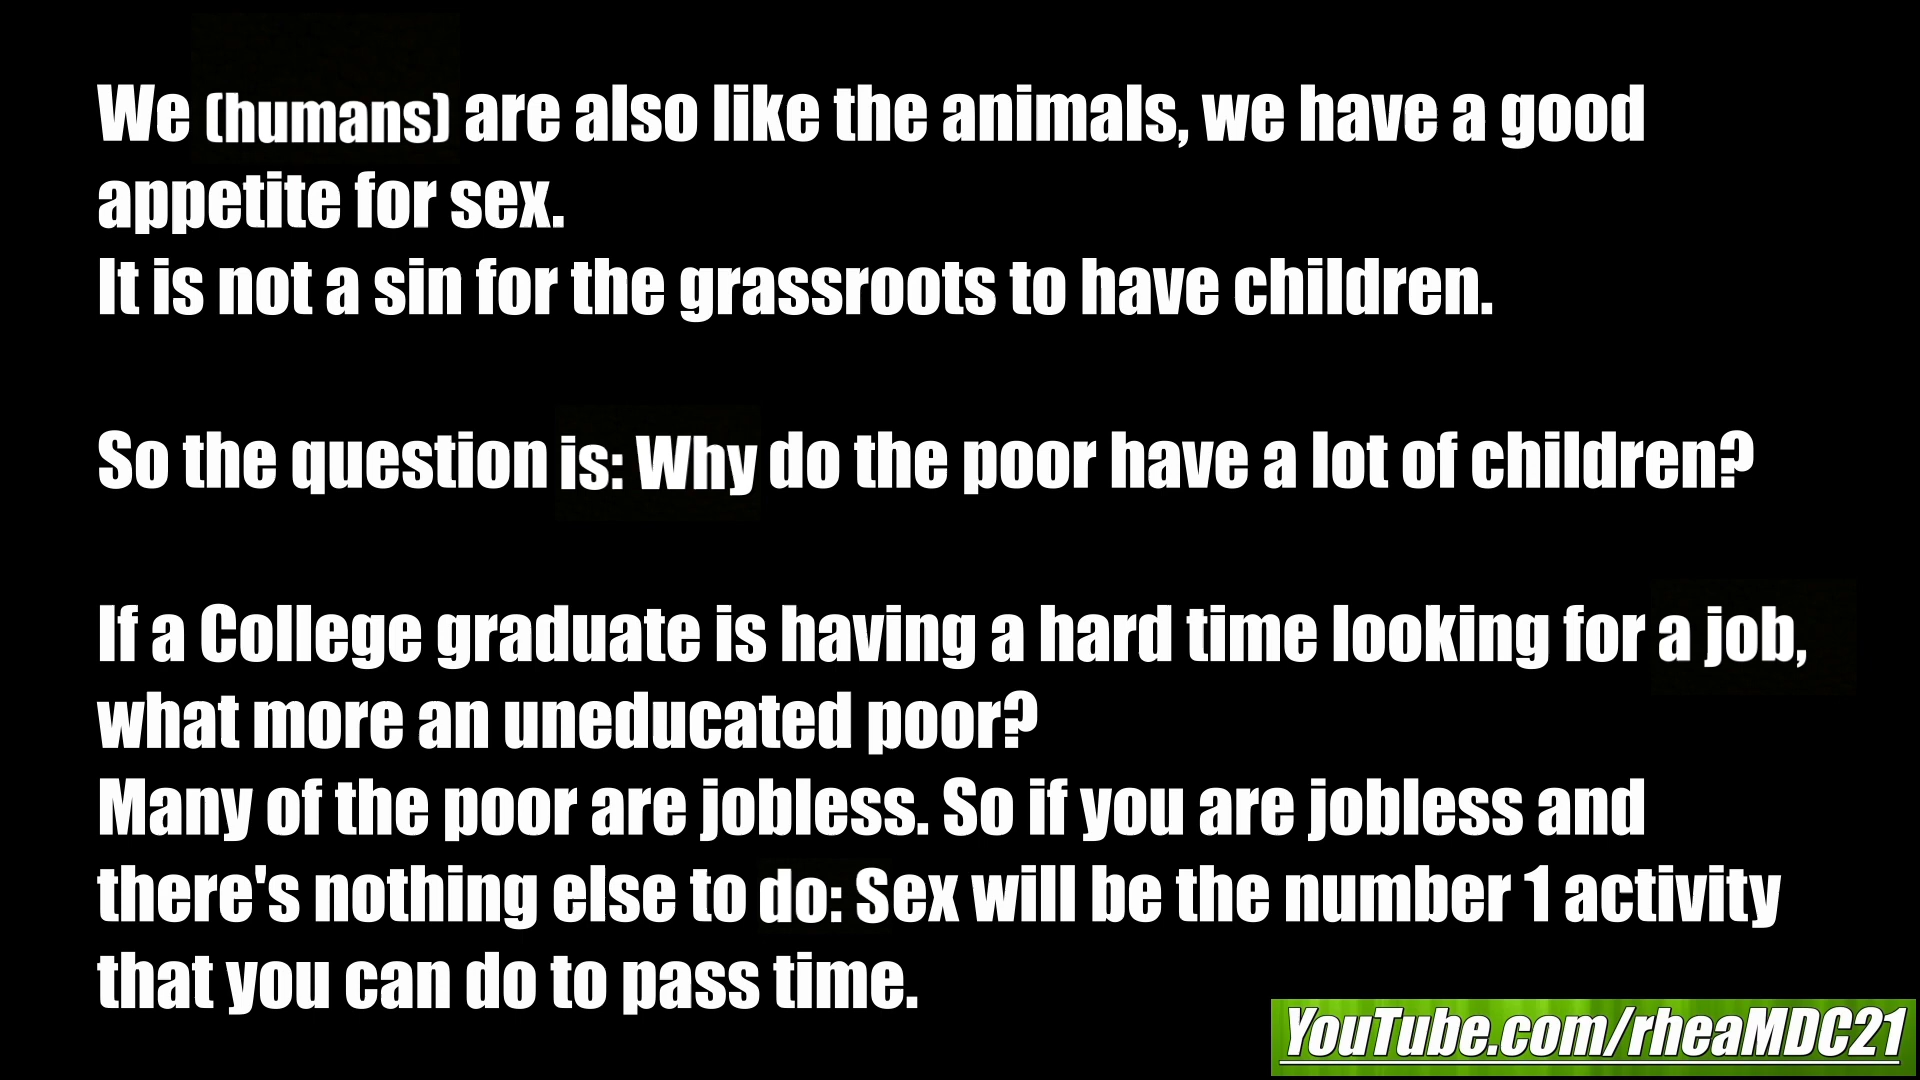 We (humans) are also like the animals, we have a good
appetite for sex.
It is not a sin for the grassroots to have children.
So the question is: Why do the poor have a lot of children?
If a College graduate is having a hard time looking for a job,
what more an uneducated poor?
Many of the poor are jobless. So if you are jobless and
there's nothing else to do: Sex will be the number 1 activity
that you can do to pass time.
YouTube.com/rheaMDC21